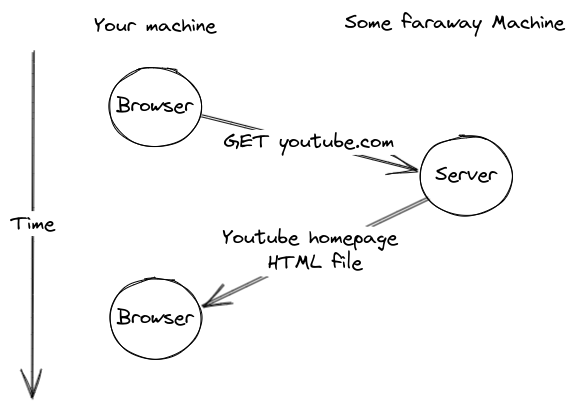 Your machine
Some faraway Machine
Browser
GET youtube.com
Server
Time
Youtube homepage
HTML file
Browser